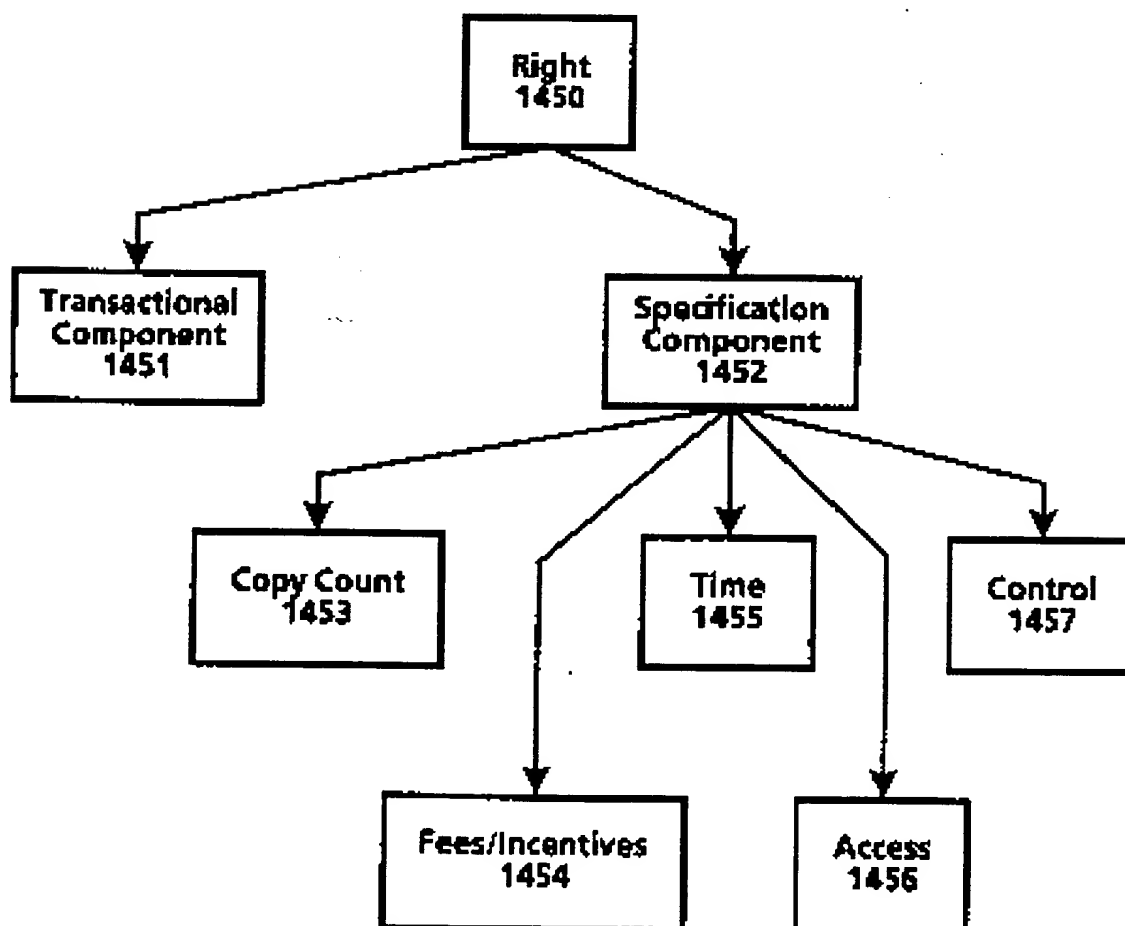 Right
1450
Transactional
Component
1451
Specification
Component
1452
Copy Count
1453
Time
1455
Control
1457
Fees/Incentives
1454
Access
1456